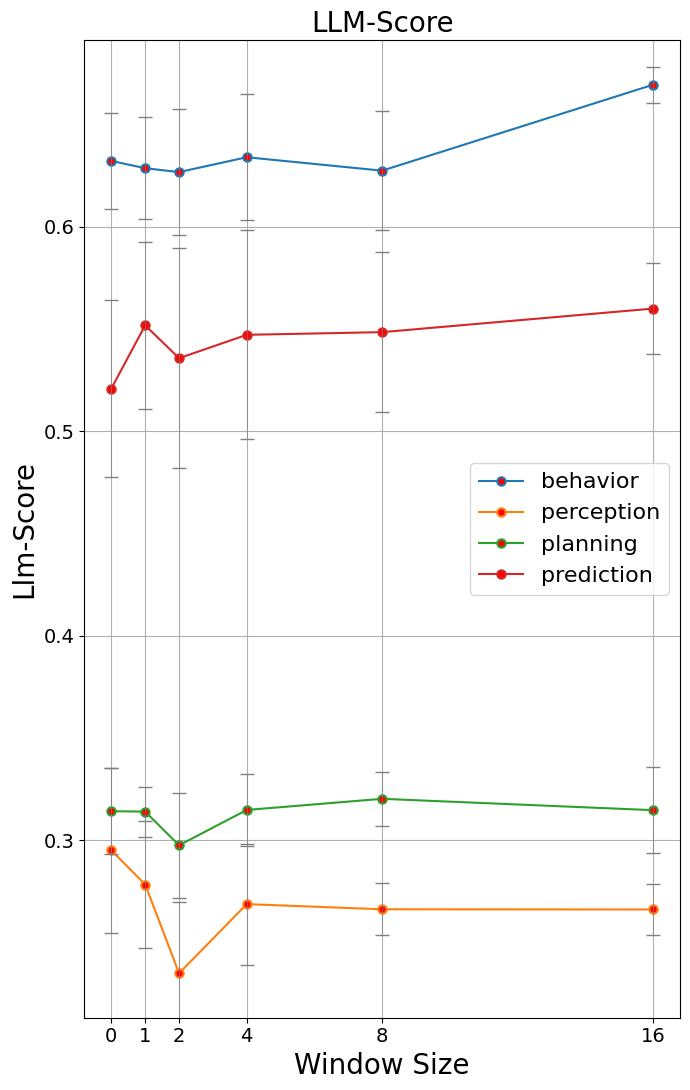 LLM-Score
0.6
0.5
0.4
0.3
Llm-Score
behavior
perception
planning
prediction
0 1 2 4 8 16
Window Size